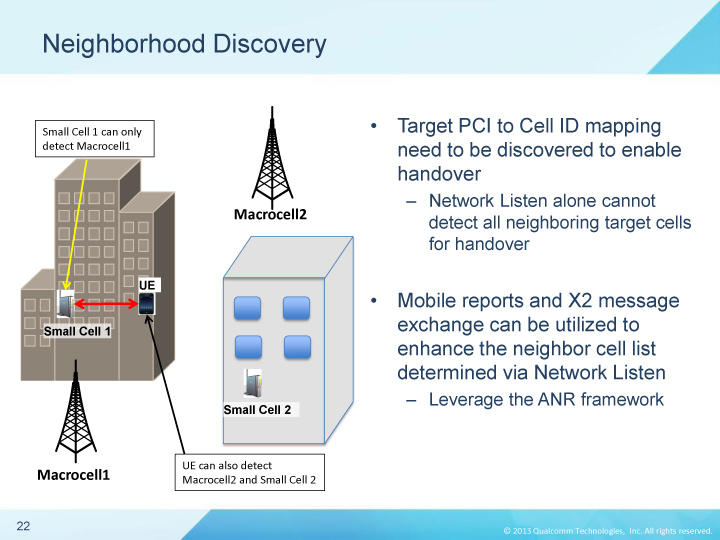 Neighborhood Discovery
Small Cell 1 can only
detect Macrocell1
Macrocell2
UE
Small Cell 1
Small Cell 2
Macrocell1
UE can also detect
Macrocell2 and Small Cell 2
• Target PCI to Cell ID mapping
need to be discovered to enable
handover
– Network Listen alone cannot
detect all neighboring target cells
for handover
• Mobile reports and X2 message
exchange can be utilized to
enhance the neighbor cell list
determined via Network Listen
– Leverage the ANR framework
22
© 2013 Qualcomm Technologies, Inc. All rights reserved.